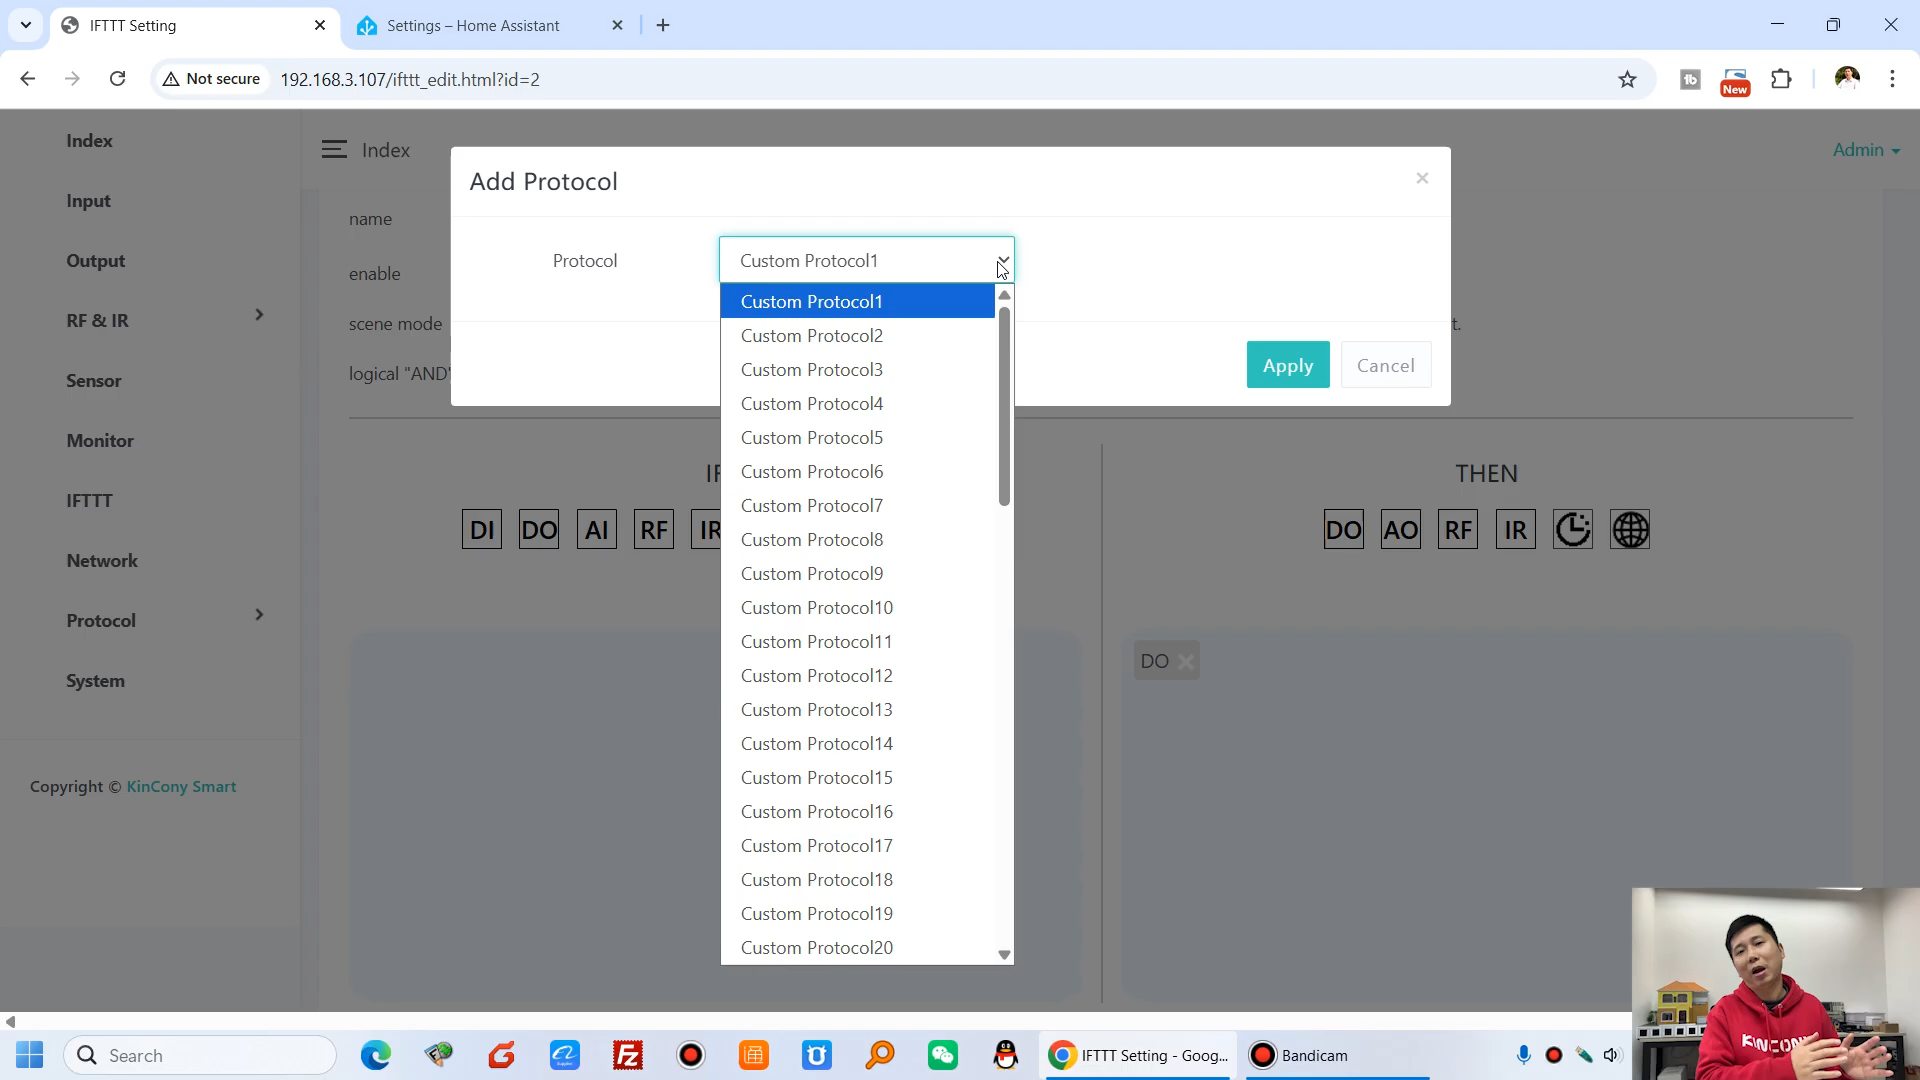 IFTTT Setting
Settings – Home Assistant
Not secure
192.168.3.107/ifttt_edit.html?id=2
New
Index
Input
Output
RF & IR
Sensor
Monitor
IFTTT
Network
Protocol
System
Copyright © KinCony Smart
Index
Admin
name
enable
scene mode
t.
logical "AND"
Add Protocol
×
Protocol
Custom Protocol1
Custom Protocol1
Custom Protocol2
Custom Protocol3
Custom Protocol4
Custom Protocol5
Custom Protocol6
Custom Protocol7
Custom Protocol8
Custom Protocol9
Custom Protocol10
Custom Protocol11
Custom Protocol12
Custom Protocol13
Custom Protocol14
Custom Protocol15
Custom Protocol16
Custom Protocol17
Custom Protocol18
Custom Protocol19
Custom Protocol20
Apply
Cancel
IF
DI DO AI RF IR
THEN
DO AO RF IR
DO
KINCONY
Search
IFTTT Setting - Goog...
Bandicam